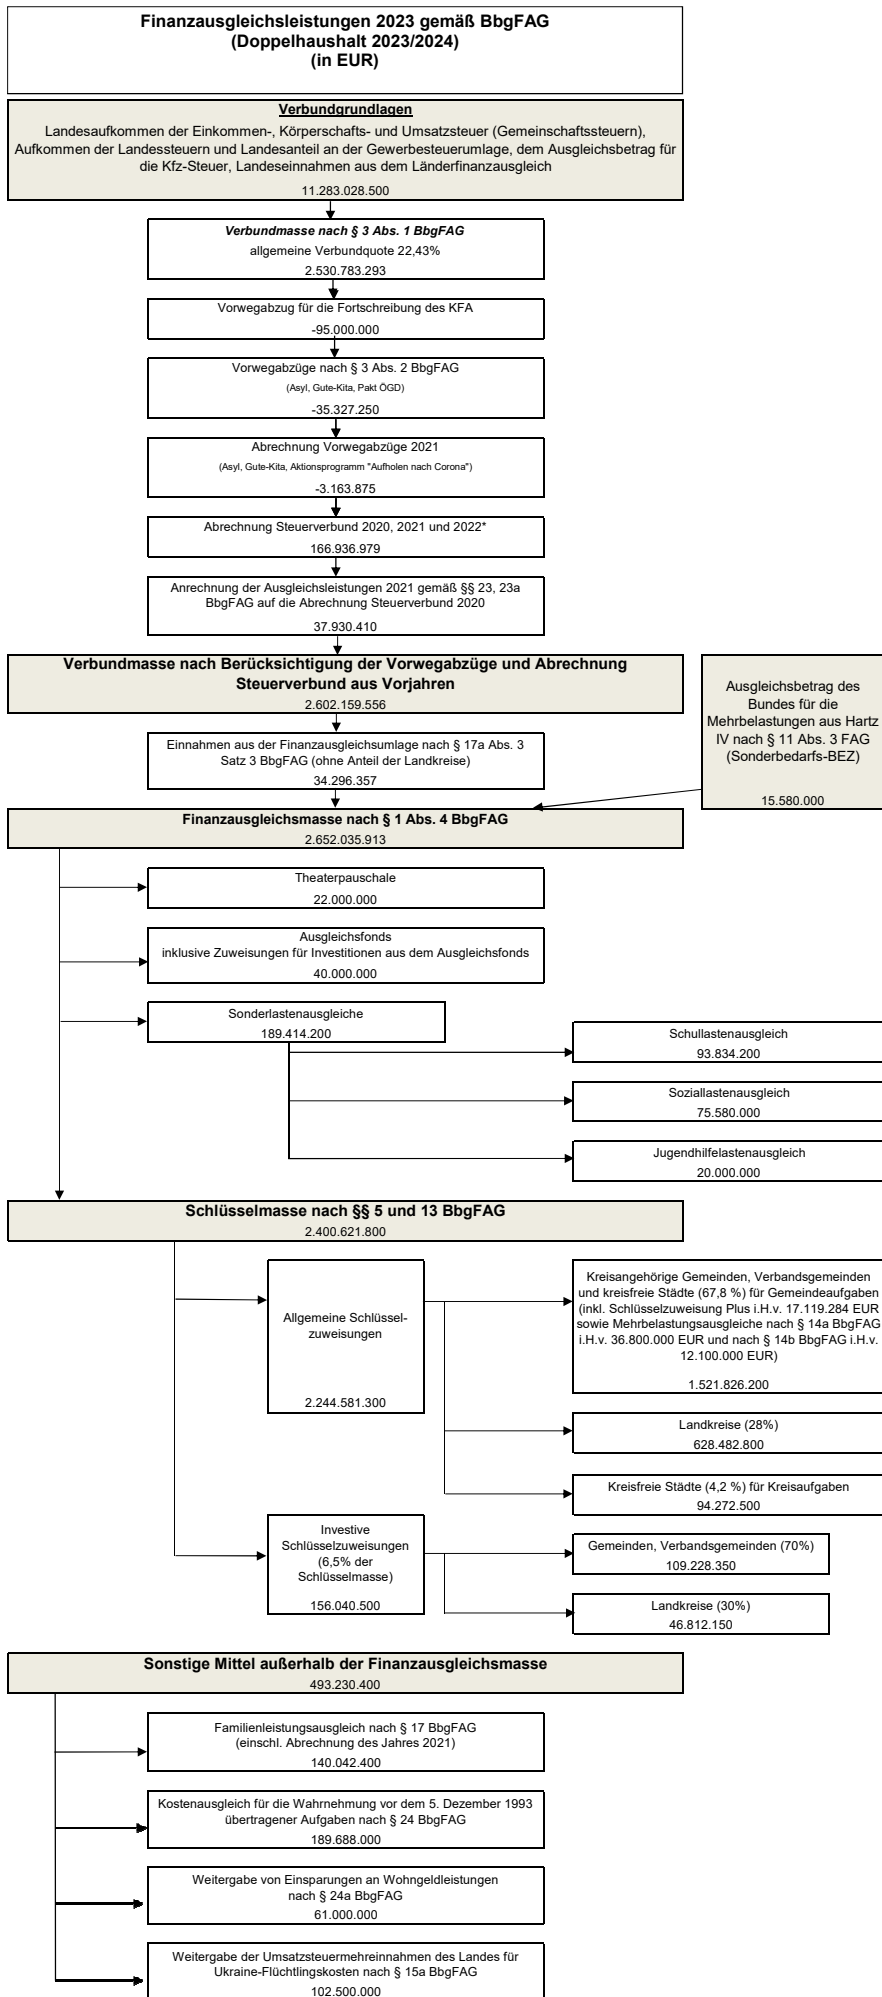 Finanzausgleichsleistungen 2023 gemäß BbgFAG
(Doppelhaushalt 2023/2024)
(in EUR)
Verbundgrundlagen
Landesaufkommen der Einkommen-, Körperschafts- und Umsatzsteuer (Gemeinschaftssteuern),
Aufkommen der Landessteuern und Landesanteil an der Gewerbesteuerumlage, dem Ausgleichsbetrag für
die Kfz-Steuer, Landeseinnahmen aus dem Länderfinanzausgleich
11.283.028.500
Verbundmasse nach § 3 Abs. 1 BbgFAG
allgemeine Verbundquote 22,43%
2.530.783.293
Vorwegabzug für die Fortschreibung des KFA
-95.000.000
Vorwegabzüge nach § 3 Abs. 2 BbgFAG
(Asyl, Gute-Kita, Pakt ÖGD)
-35.327.250
Abrechnung Vorwegabzüge 2021
(Asyl, Gute-Kita, Aktionsprogramm "Aufholen nach Corona")
-3.163.875
Abrechnung Steuerverbund 2020, 2021 und 2022*
166.936.979
Anrechnung der Ausgleichsleistungen 2021 gemäß §§ 23, 23a
BbgFAG auf die Abrechnung Steuerverbund 2020
37.930.410
Verbundmasse nach Berücksichtigung der Vorwegabzüge und Abrechnung
Steuerverbund aus Vorjahren
2.602.159.556
Ausgleichsbetrag des
Bundes für die
Mehrbelastungen aus Hartz
IV nach § 11 Abs. 3 FAG
(Sonderbedarfs-BEZ)
15.580.000
Einnahmen aus der Finanzausgleichsumlage nach § 17a Abs. 3
Satz 3 BbgFAG (ohne Anteil der Landkreise)
34.296.357
Finanzausgleichsmasse nach § 1 Abs. 4 BbgFAG
2.652.035.913
Theaterpauschale
22.000.000
Ausgleichsfonds
inklusive Zuweisungen für Investitionen aus dem Ausgleichsfonds
40.000.000
Sonderlastenausgleiche
189.414.200
Schullastenausgleich
93.834.200
Soziallastenausgleich
75.580.000
Jugendhilfelastenausgleich
20.000.000
Schlüsselmasse nach §§ 5 und 13 BbgFAG
2.400.621.800
Allgemeine Schlüssel-
zuweisungen
2.244.581.300
Kreisangehörige Gemeinden, Verbandsgemeinden
und kreisfreie Städte (67,8 %) für Gemeindeaufgaben
(inkl. Schlüsselzuweisung Plus i.H.v. 17.119.284 EUR
sowie Mehrbelastungsausgleiche nach § 14a BbgFAG
i.H.v. 36.800.000 EUR und nach § 14b BbgFAG i.H.v.
12.100.000 EUR)
1.521.826.200
Landkreise (28%)
628.482.800
Kreisfreie Städte (4,2 %) für Kreisaufgaben
94.272.500
Investive
Schlüsselzuweisungen
(6,5% der
Schlüsselmasse)
156.040.500
Gemeinden, Verbandsgemeinden (70%)
109.228.350
Landkreise (30%)
46.812.150
Sonstige Mittel außerhalb der Finanzausgleichsmasse
493.230.400
Familienleistungsausgleich nach § 17 BbgFAG
(einschl. Abrechnung des Jahres 2021)
140.042.400
Kostenausgleich für die Wahrnehmung vor dem 5. Dezember 1993
übertragener Aufgaben nach § 24 BbgFAG
189.688.000
Weitergabe von Einsparungen an Wohngeldleistungen
nach § 24a BbgFAG
61.000.000
Weitergabe der Umsatzsteuermehreinnahmen des Landes für
Ukraine-Flüchtlingskosten nach § 15a BbgFAG
102.500.000